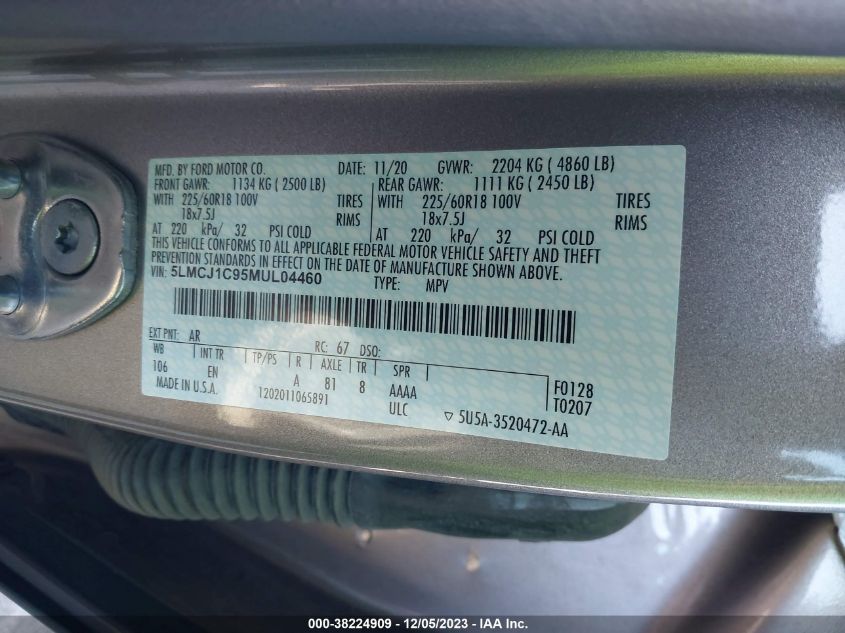 MFD. BY FORD MOTOR CO. DATE: 11/20 GVWR: 2204 KG ( 4860 LB)
FRONT GAWR: 1134 KG ( 2500 LB) REAR GAWR: 1111 KG ( 2450 LB)
WITH 225/60R18 100V TIRES WITH 225/60R18 100V TIRES
18x7.5J RIMS 18x7.5J RIMS
AT 220 kPa/ 32 PSI COLD AT 220 kPa/ 32 PSI COLD
THIS VEHICLE CONFORMS TO ALL APPLICABLE FEDERAL MOTOR VEHICLE SAFETY AND THEFT
PREVENTION STANDARDS IN EFFECT ON THE DATE OF MANUFACTURE SHOWN ABOVE.
VIN: 5LMCJ1C95MUL04460 TYPE: MPV
EXT PNT: AR RC: 67 DSO:
WB INT TR TP/PS R AXLE TR SPR
106 EN A 81 8 AAAA F0128
MADE IN U.S.A. 120201106S891 ULC T0207
▽ 5U5A-3520472-AA
000-38224909 - 12/05/2023 - IAA Inc.